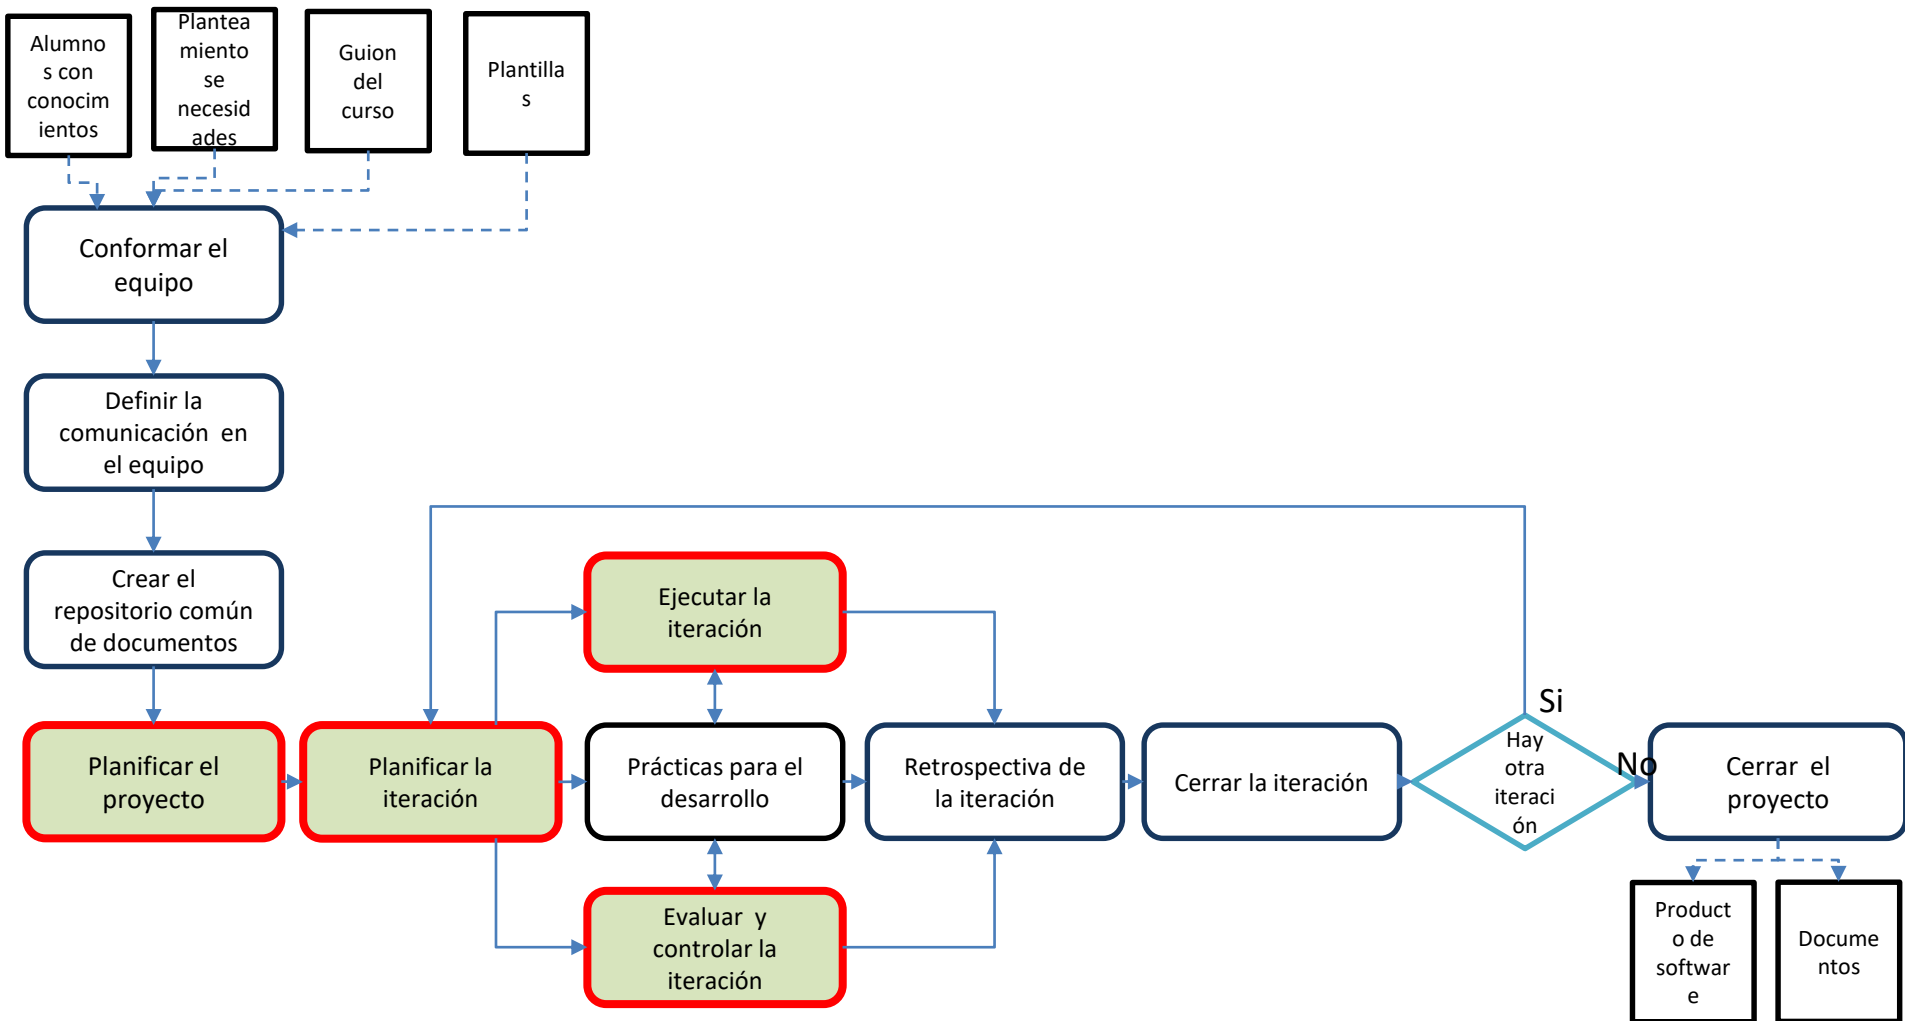 Alumno
s con
conocim
ientos
Plantea
miento
se
necesid
ades
Guion
del
curso
Plantilla
s
Conformar el
equipo
Definir la
comunicación en
el equipo
Crear el
repositorio común
de documentos
Planificar el
proyecto
Planificar la
iteración
Ejecutar la
iteración
Prácticas para el
desarrollo
Evaluar y
controlar la
iteración
Retrospectiva de
la iteración
Cerrar la iteración
Si
Hay
otra
iteraci
ón
No
Cerrar el
proyecto
Product
o de
softwar
e
Docume
ntos